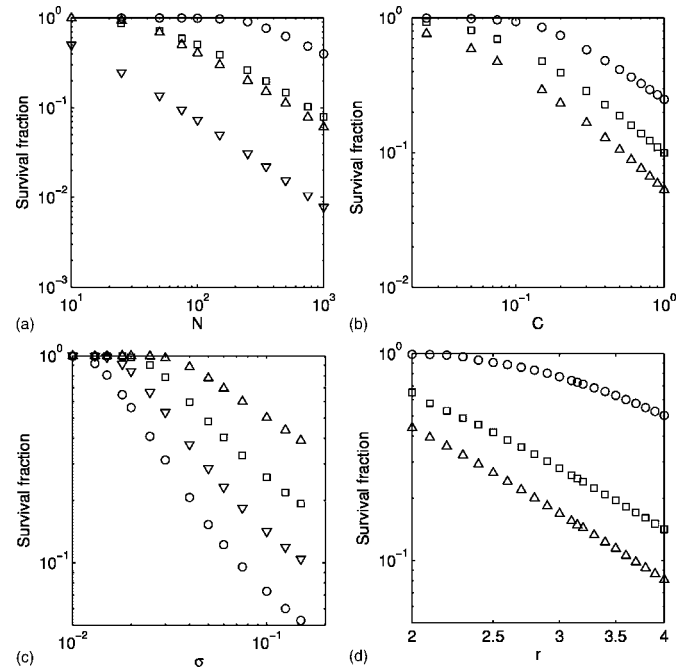 10⁰
10⁻¹
10⁻²
10⁻³
Survival fraction
10¹
10²
10³
N
(a)
10⁰
10⁻¹
10⁻²
Survival fraction
10⁻¹
10⁰
C
(b)
10⁰
10⁻¹
Survival fraction
10⁻²
10⁻¹
σ
(c)
10⁰
10⁻¹
Survival fraction
2
2.5
3
3.5
4
r
(d)